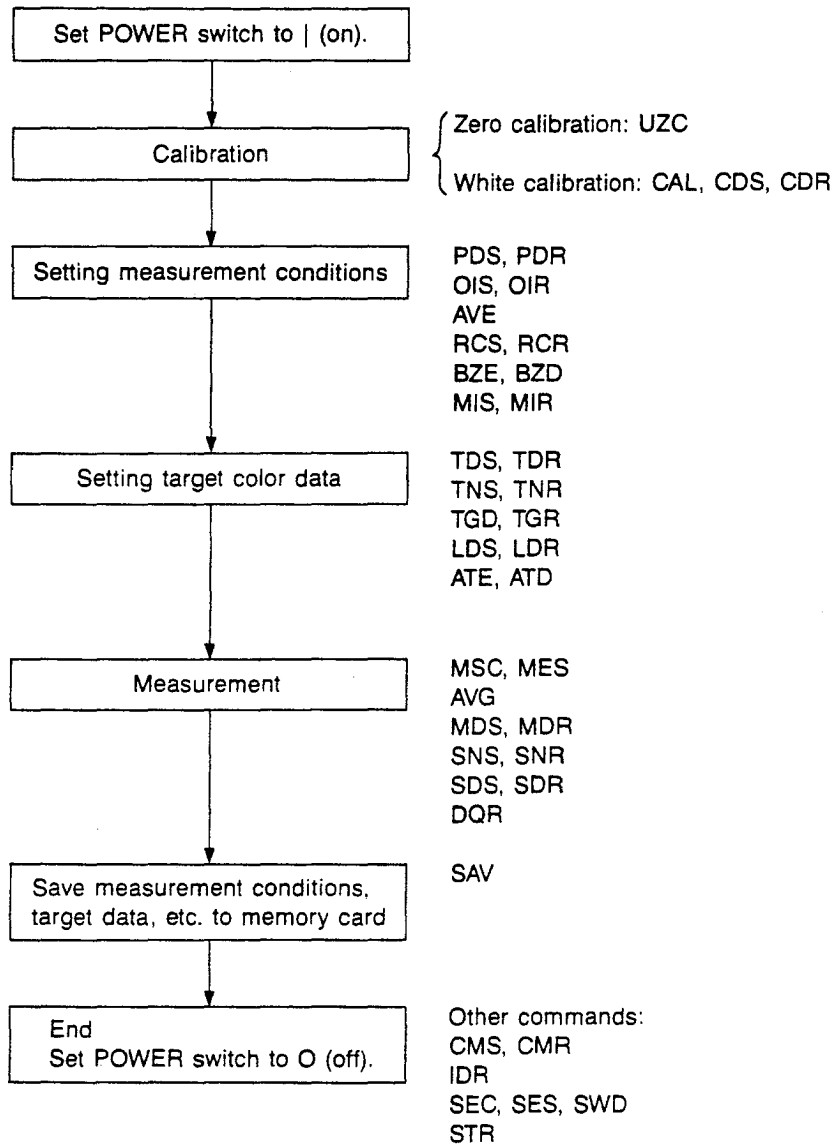 Set POWER switch to | (on).
Calibration
Zero calibration: UZC
White calibration: CAL, CDS, CDR
Setting measurement conditions
PDS, PDR
OIS, OIR
AVE
RCS, RCR
BZE, BZD
MIS, MIR
Setting target color data
TDS, TDR
TNS, TNR
TGD, TGR
LDS, LDR
ATE, ATD
Measurement
MSC, MES
AVG
MDS, MDR
SNS, SNR
SDS, SDR
DQR
Save measurement conditions,
target data, etc. to memory card
SAV
End
Set POWER switch to O (off).
Other commands:
CMS, CMR
IDR
SEC, SES, SWD
STR